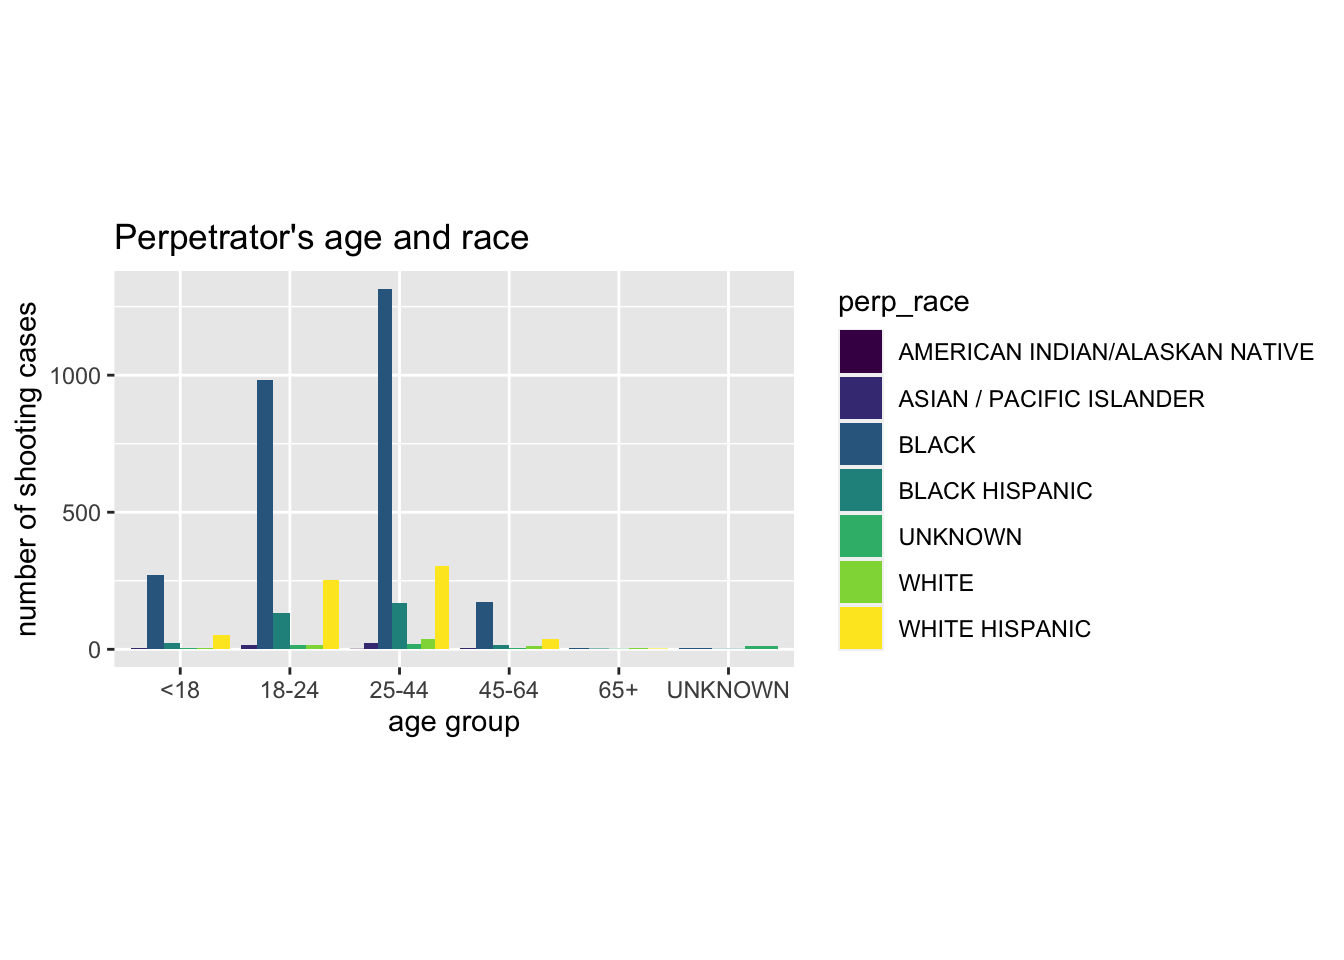 Perpetrator's age and race
number of shooting cases
1000
500
0
<18
18-24
25-44
45-64
65+
UNKNOWN
age group
perp_race
AMERICAN INDIAN/ALASKAN NATIVE
ASIAN / PACIFIC ISLANDER
BLACK
BLACK HISPANIC
UNKNOWN
WHITE
WHITE HISPANIC